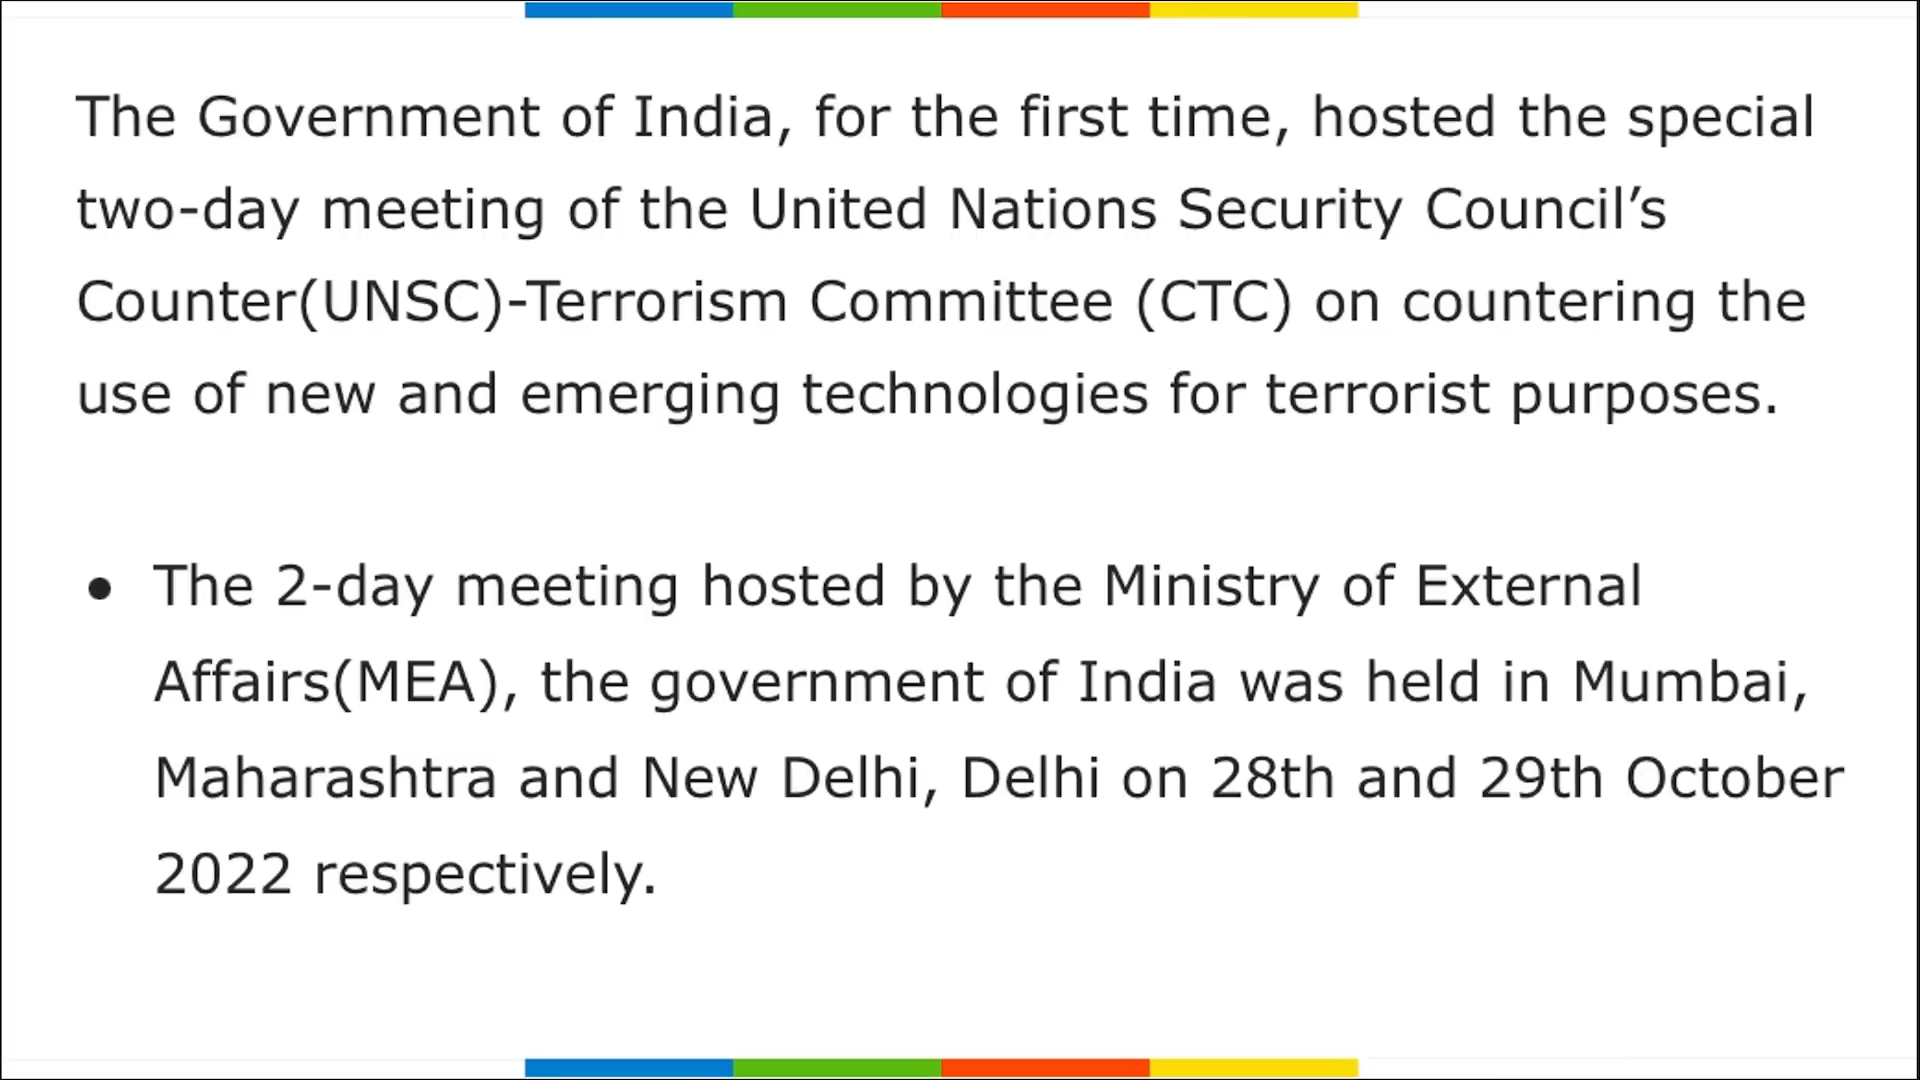 The Government of India, for the first time, hosted the special
two-day meeting of the United Nations Security Council’s
Counter(UNSC)-Terrorism Committee (CTC) on countering the
use of new and emerging technologies for terrorist purposes.
● The 2-day meeting hosted by the Ministry of External
Affairs(MEA), the government of India was held in Mumbai,
Maharashtra and New Delhi, Delhi on 28th and 29th October
2022 respectively.